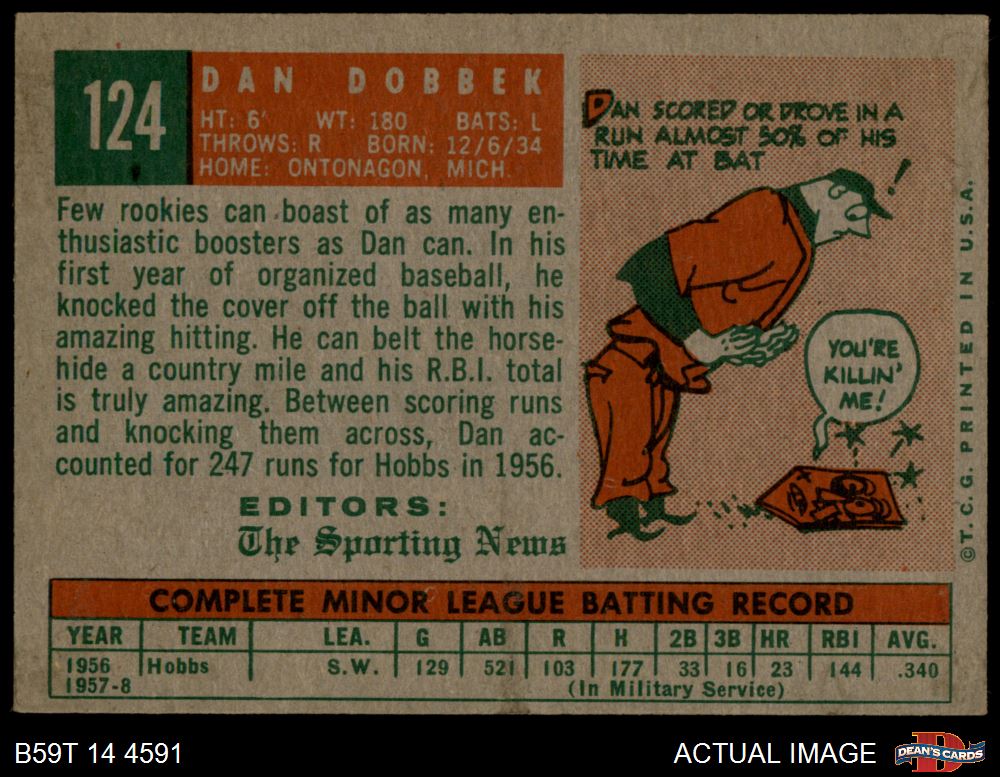 124
DAN DOBBEK
HT: 6' WT: 180 BATS: L
THROWS: R BORN: 12/6/34
HOME: ONTONAGON, MICH.
Few rookies can boast of as many en-
thusiastic boosters as Dan can. In his
first year of organized baseball, he
knocked the cover off the ball with his
amazing hitting. He can belt the horse-
hide a country mile and his R.B.I. total
is truly amazing. Between scoring runs
and knocking them across, Dan ac-
counted for 247 runs for Hobbs in 1956.
EDITORS:
The Sporting News
DAN SCORED OR DROVE IN A
RUN ALMOST 50% OF HIS
TIME AT BAT
!
YOU'RE
KILLIN'
ME!
©T.C.G. PRINTED IN U.S.A.
COMPLETE MINOR LEAGUE BATTING RECORD
YEAR TEAM LEA. G AB R H 2B 3B HR RBI AVG.
1956 Hobbs S.W. 129 521 103 177 33 16 23 144 .340
1957-8 (In Military Service)
B59T 14 4591
ACTUAL IMAGE
D
DEAN'S CARDS